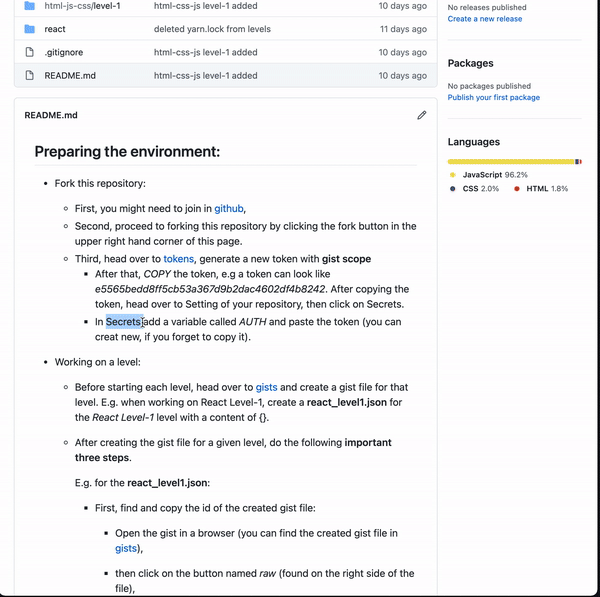 html-js-css/level-1 html-css-js level-1 added 10 days ago
react deleted yarn.lock from levels 11 days ago
.gitignore html-css-js level-1 added 10 days ago
README.md html-css-js level-1 added 10 days ago
README.md
Preparing the environment:
Fork this repository:
First, you might need to join in github,
Second, proceed to forking this repository by clicking the fork button in the
upper right hand corner of this page.
Third, head over to tokens, generate a new token with gist scope
After that, COPY the token, e.g a token can look like
e5565bedd8ff5cb53a367d9b2dac4602df4b8242. After copying the
token, head over to Setting of your repository, then click on Secrets.
In Secrets add a variable called AUTH and paste the token (you can
creat new, if you forget to copy it).
Working on a level:
Before starting each level, head over to gists and create a gist file for that
level. E.g. when working on React Level-1, create a react_level1.json for
the React Level-1 level with a content of {}.
After creating the gist file for a given level, do the following important
three steps.
E.g. for the react_level1.json:
First, find and copy the id of the created gist file:
Open the gist in a browser (you can find the created gist file in
gists),
then click on the button named raw (found on the right side of the
file),
No releases published
Create a new release
Packages
No packages published
Publish your first package
Languages
JavaScript 96.2%
CSS 2.0% HTML 1.8%